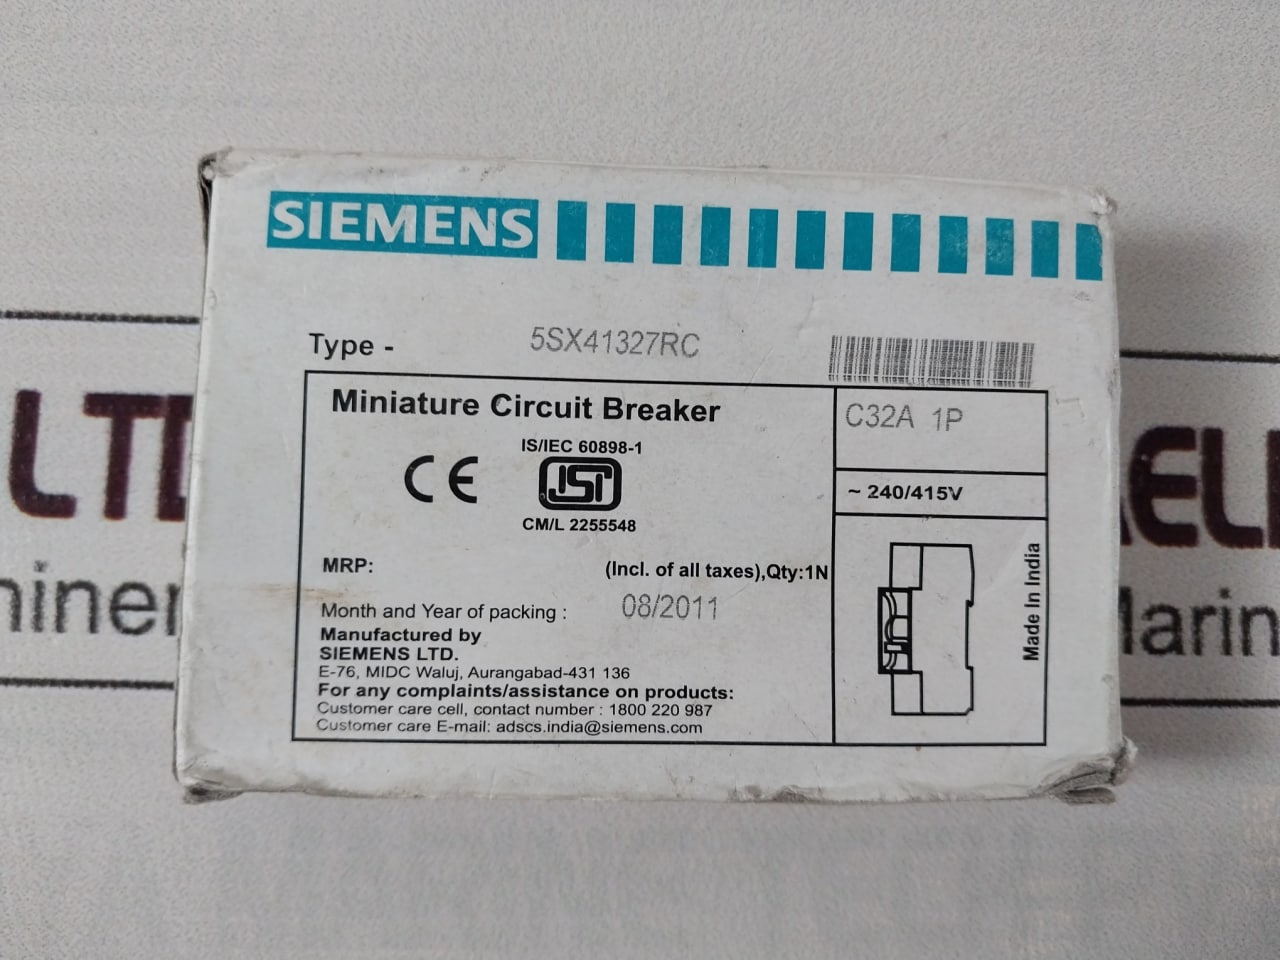 SIEMENS
Type - 5SX41327RC
Miniature Circuit Breaker
C32A 1P
IS/IEC 60898-1
CE
ISI
~ 240/415V
CM/L 2255548
MRP: (Incl. of all taxes),Qty:1N
Month and Year of packing : 08/2011
Manufactured by
SIEMENS LTD.
E-76, MIDC Waluj, Aurangabad-431 136
For any complaints/assistance on products:
Customer care cell, contact number : 1800 220 987
Customer care E-mail: adscs.india@siemens.com
Made In India